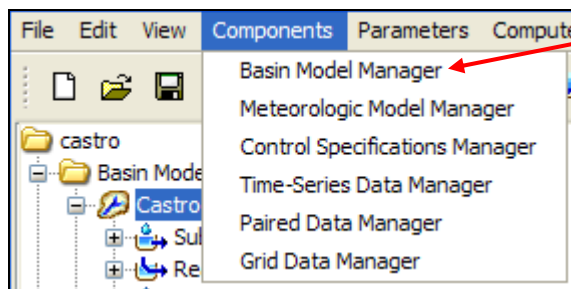 File Edit View Components Parameters Compute
Basin Model Manager
Meteorologic Model Manager
Control Specifications Manager
Time-Series Data Manager
Paired Data Manager
Grid Data Manager
castro
Basin Mode
Castro
Sul
Re